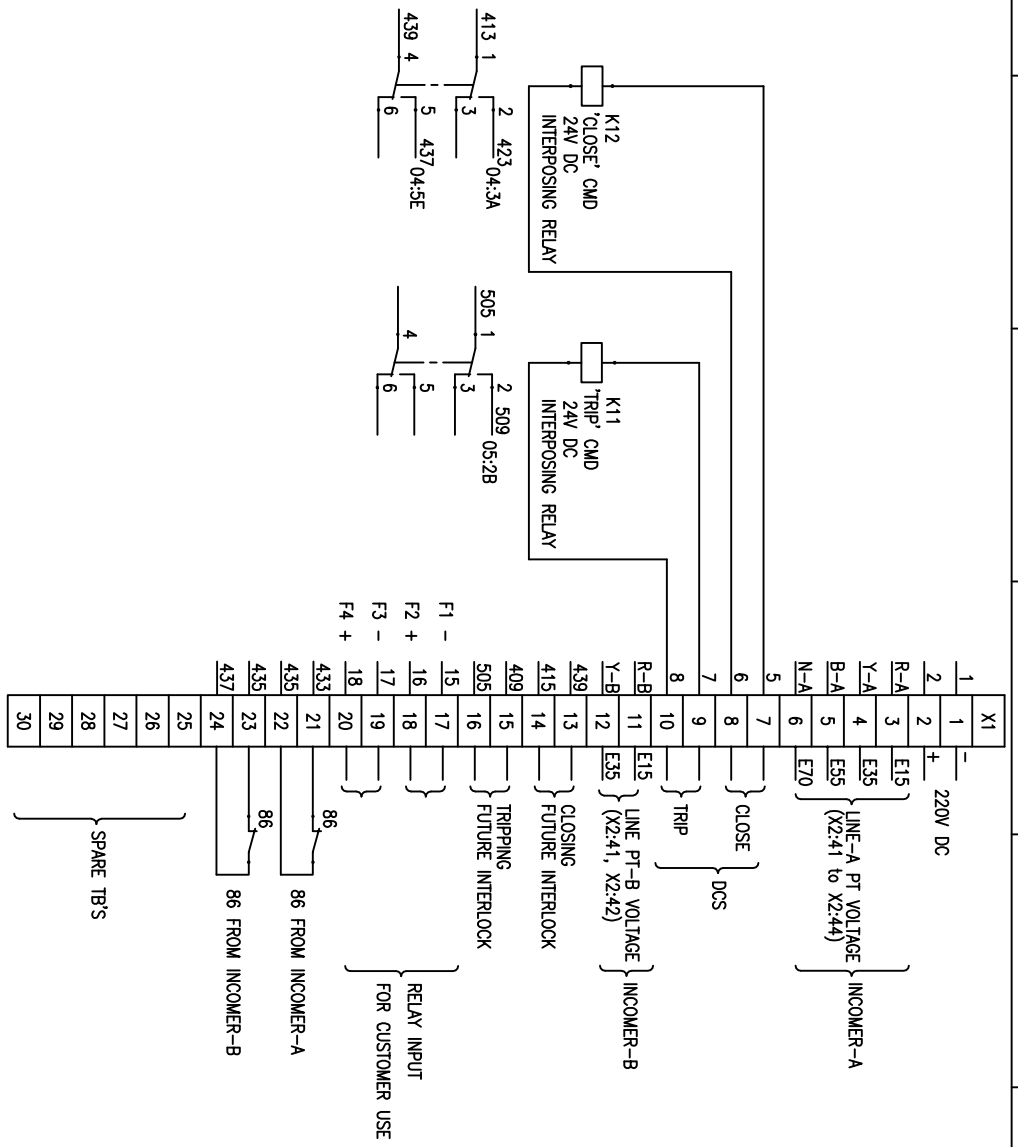 413 1
439 4
3
2 423
04:3A
6
5 437
04:5E
K12
'CLOSE' CMD
24V DC
INTERPOSING RELAY
505 1
4
3
2 509
05:2B
6
5
K11
'TRIP' CMD
24V DC
INTERPOSING RELAY
X1
1 1 -
2 2 +
220V DC
R-A 3 E15
Y-A 4 E35
B-A 5 E55
N-A 6 E70
LINE-A PT VOLTAGE
(X2:41 to X2:44)
INCOMER-A
5 7
6 8
CLOSE
7 9
8 10
TRIP
DCS
R-B 11 E15
Y-B 12 E35
LINE PT-B VOLTAGE
(X2:41, X2:42)
INCOMER-B
439 13
415 14
CLOSING
FUTURE INTERLOCK
409 15
505 16
TRIPPING
FUTURE INTERLOCK
F1 - 15 17
F2 + 16 18
F3 - 17 19
F4 + 18 20
RELAY INPUT
FOR CUSTOMER USE
433 21
435 22
86
86 FROM INCOMER-A
435 23
437 24
86
86 FROM INCOMER-B
25
26
27
28
29
30
SPARE TB'S